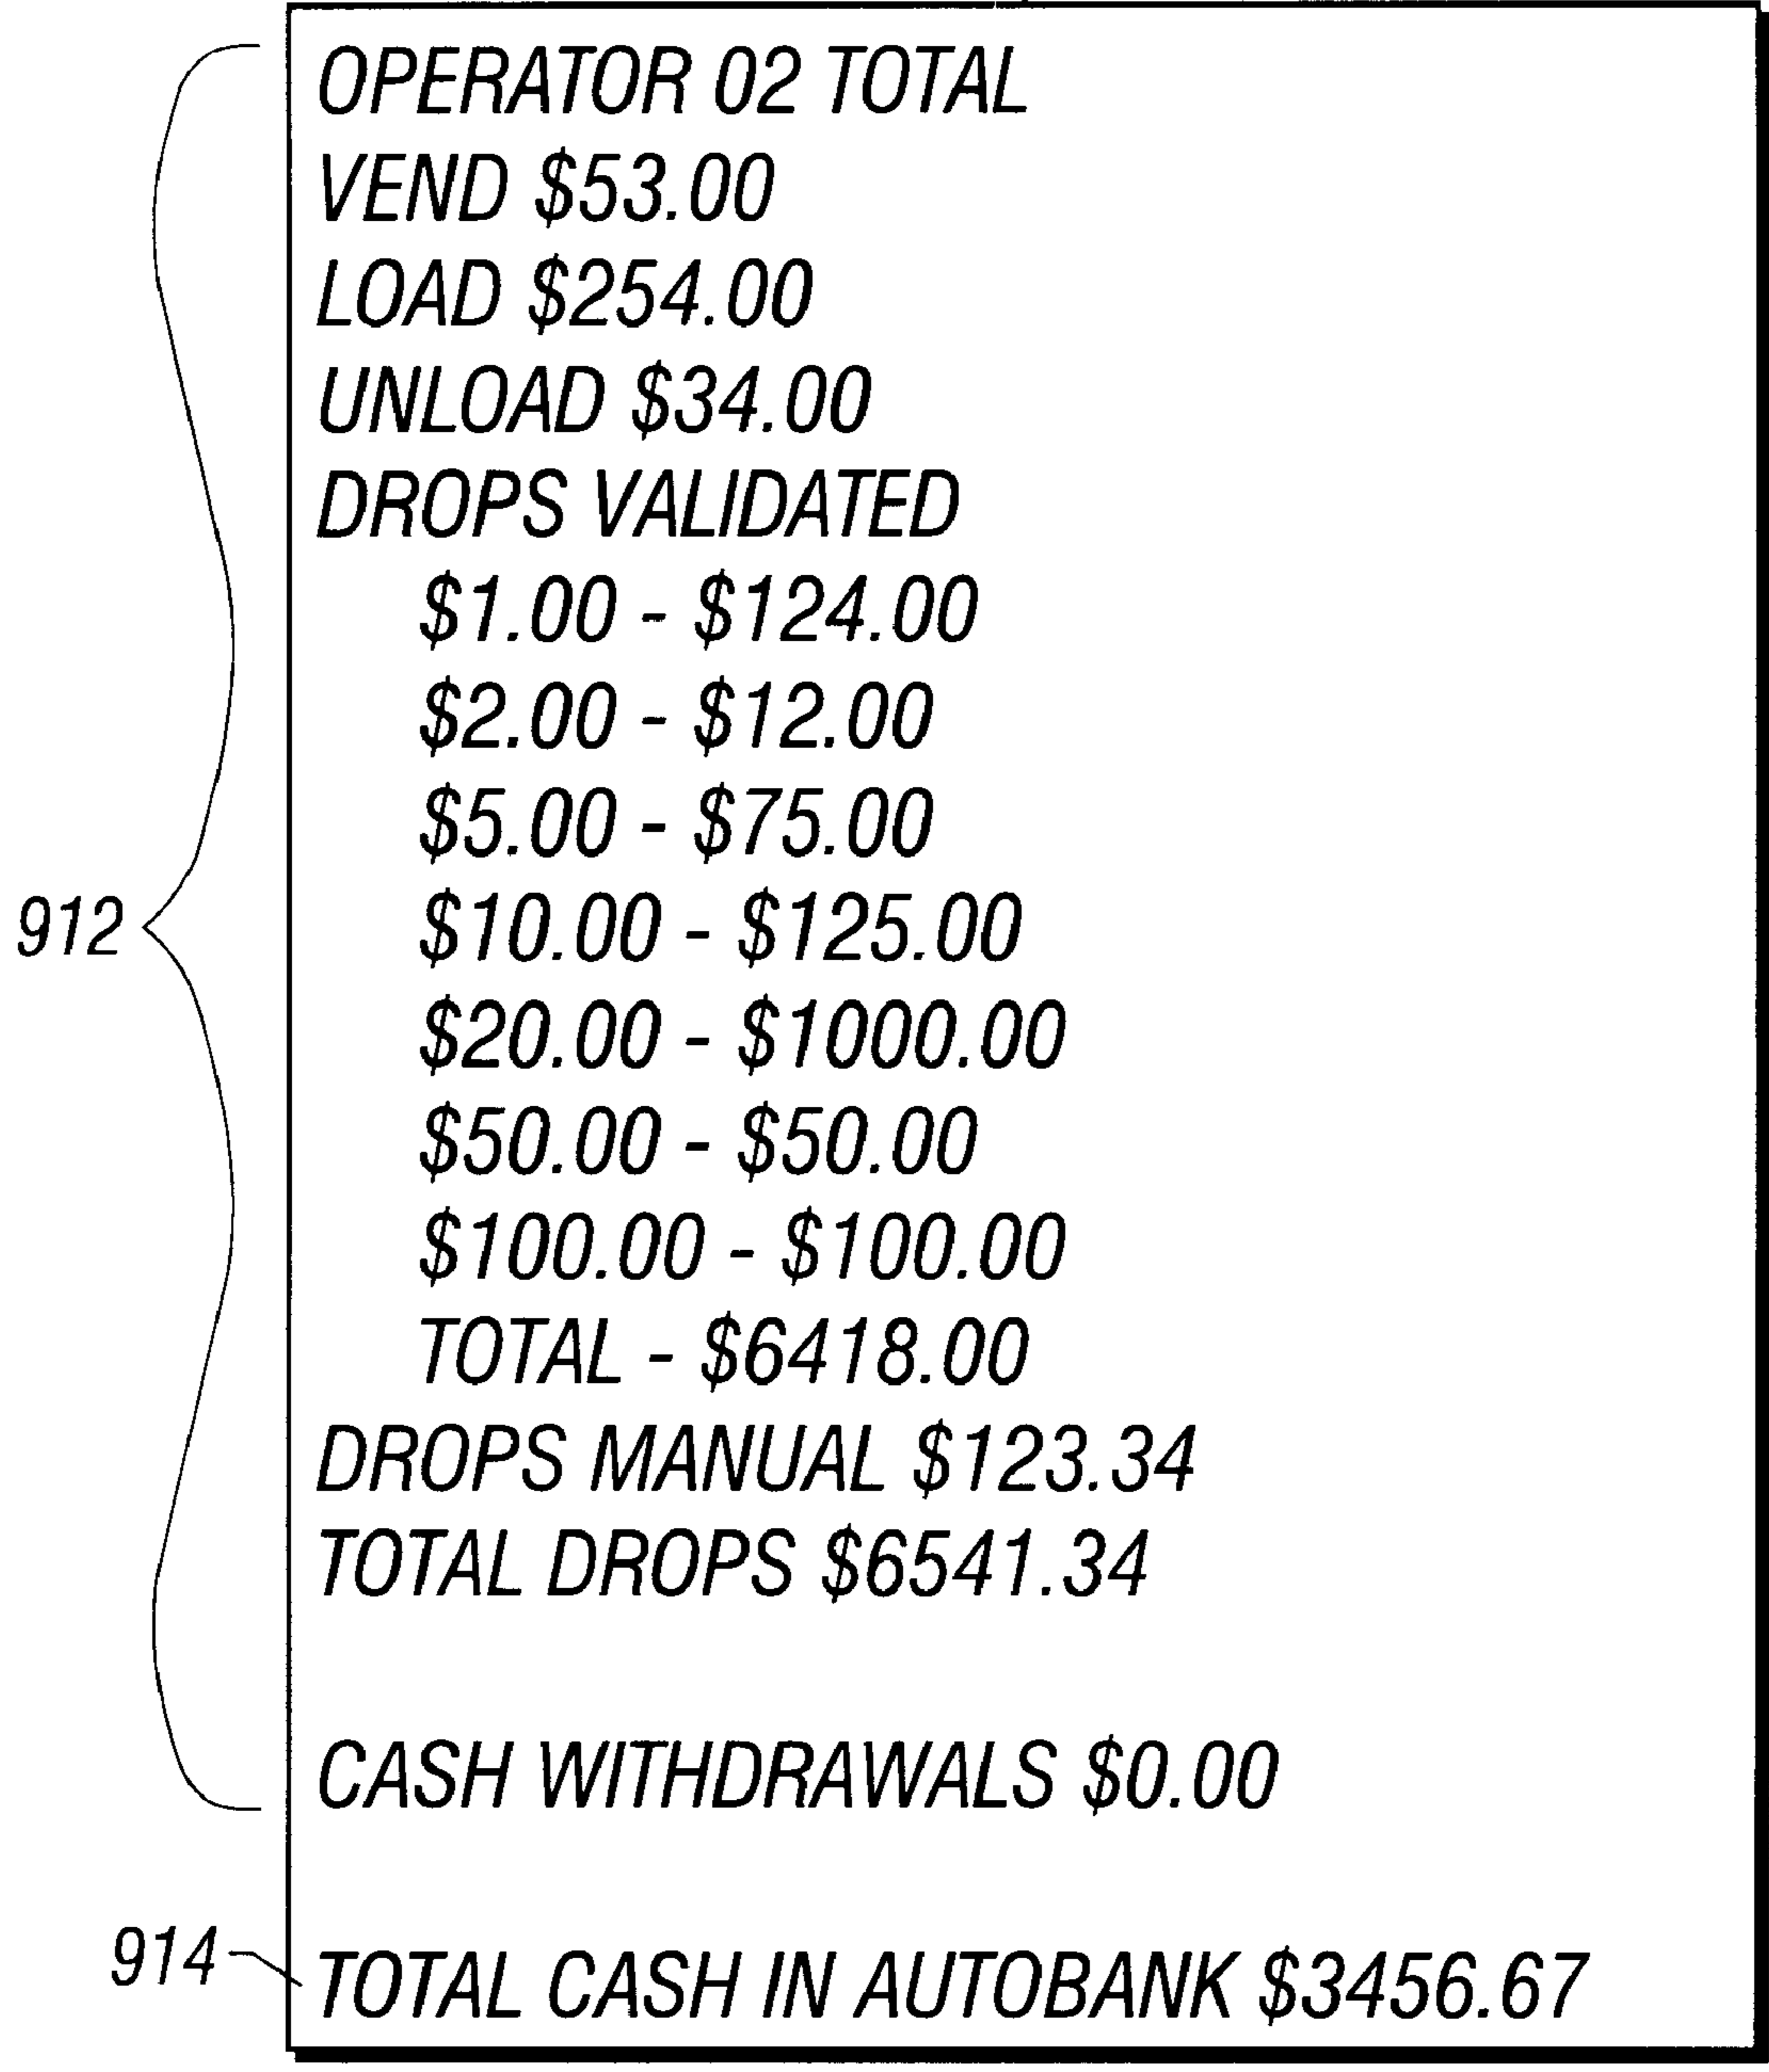 OPERATOR 02 TOTAL
VEND $53.00
LOAD $254.00
UNLOAD $34.00
DROPS VALIDATED
$1.00 - $124.00
$2.00 - $12.00
$5.00 - $75.00
912
$10.00 - $125.00
$20.00 - $1000.00
$50.00 - $50.00
$100.00 - $100.00
TOTAL - $6418.00
DROPS MANUAL $123.34
TOTAL DROPS $6541.34
CASH WITHDRAWALS $0.00
914
TOTAL CASH IN AUTOBANK $3456.67